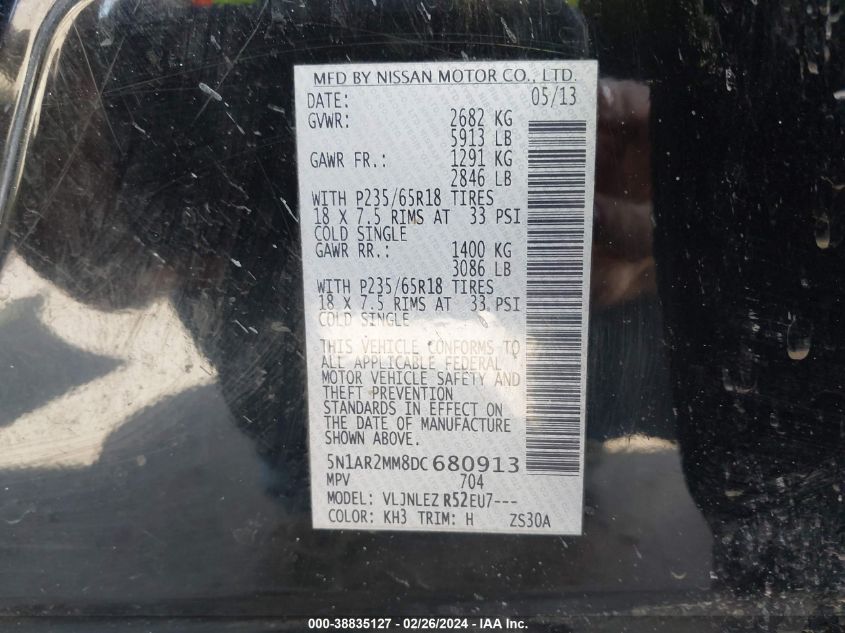 MFD BY NISSAN MOTOR CO., LTD.
DATE: 05/13
GVWR: 2682 KG
5913 LB
GAWR FR.: 1291 KG
2846 LB
WITH P235/65R18 TIRES
18 X 7.5 RIMS AT 33 PSI
COLD SINGLE
GAWR RR.: 1400 KG
3086 LB
WITH P235/65R18 TIRES
18 X 7.5 RIMS AT 33 PSI
COLD SINGLE
THIS VEHICLE CONFORMS TO
ALL APPLICABLE FEDERAL
MOTOR VEHICLE SAFETY AND
THEFT PREVENTION
STANDARDS IN EFFECT ON
THE DATE OF MANUFACTURE
SHOWN ABOVE.
5N1AR2MM8DC680913
MPV 704
MODEL: VLJNLEZ R52EU7---
COLOR: KH3 TRIM: H ZS30A
000-38835127 - 02/26/2024 - IAA Inc.